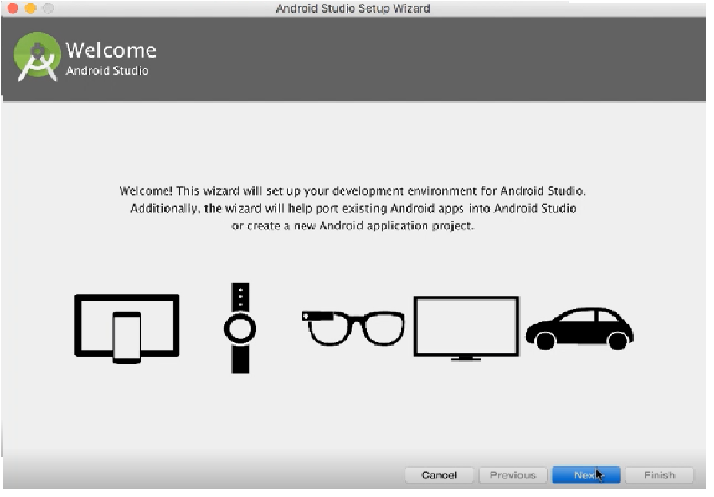 Android Studio Setup Wizard
Welcome
Android Studio
Welcome! This wizard will set up your development environment for Android Studio.
Additionally, the wizard will help port existing Android apps into Android Studio
or create a new Android application project.
Cancel
Previous
Next
Finish